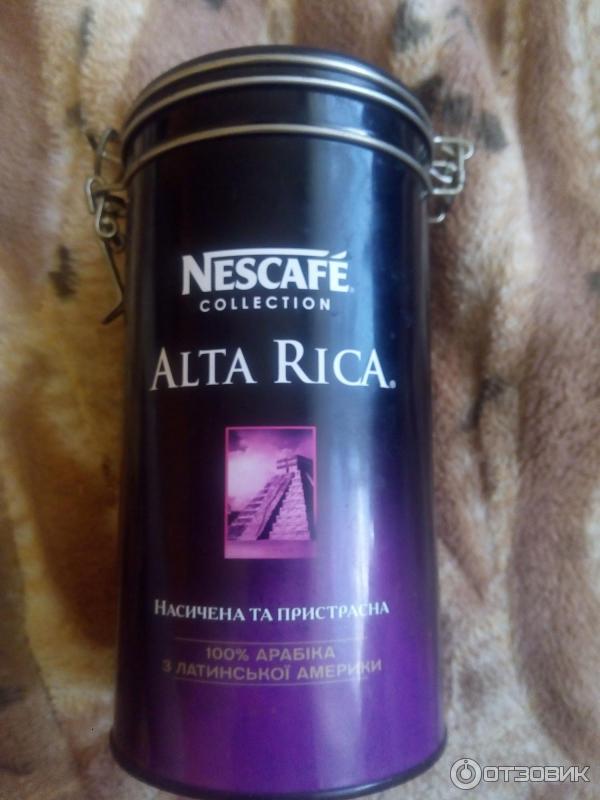 NESCAFÉ®
COLLECTION
ALTA RICA®
НАСИЧЕНА ТА ПРИСТРАСНА
100% АРАБІКА
З ЛАТИНСЬКОЇ АМЕРИКИ
ОТЗОВИК